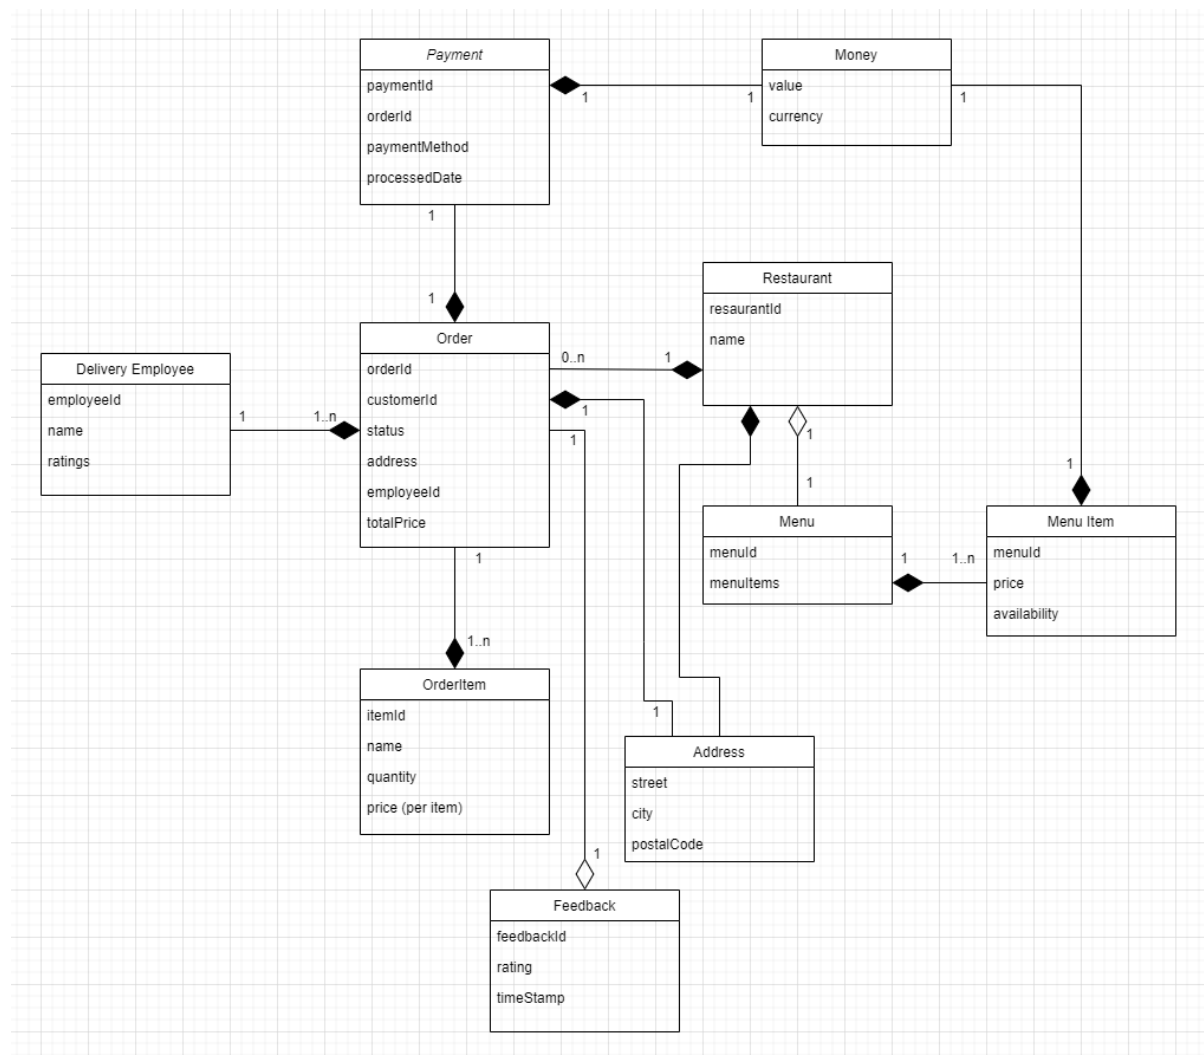 Payment
paymentId
orderId
paymentMethod
processedDate
1
1
Money
value
currency
1
1
1
Restaurant
resaurantId
name
1
Order
orderId
customerId
status
address
employeeId
totalPrice
0..n
1
1
1
Delivery Employee
employeeId
name
ratings
1
1..n
1
1
Menu
menuId
menuItems
1
1..n
1
Menu Item
menuId
price
availability
1
1..n
OrderItem
itemId
name
quantity
price (per item)
1
Address
street
city
postalCode
1
Feedback
feedbackId
rating
timeStamp